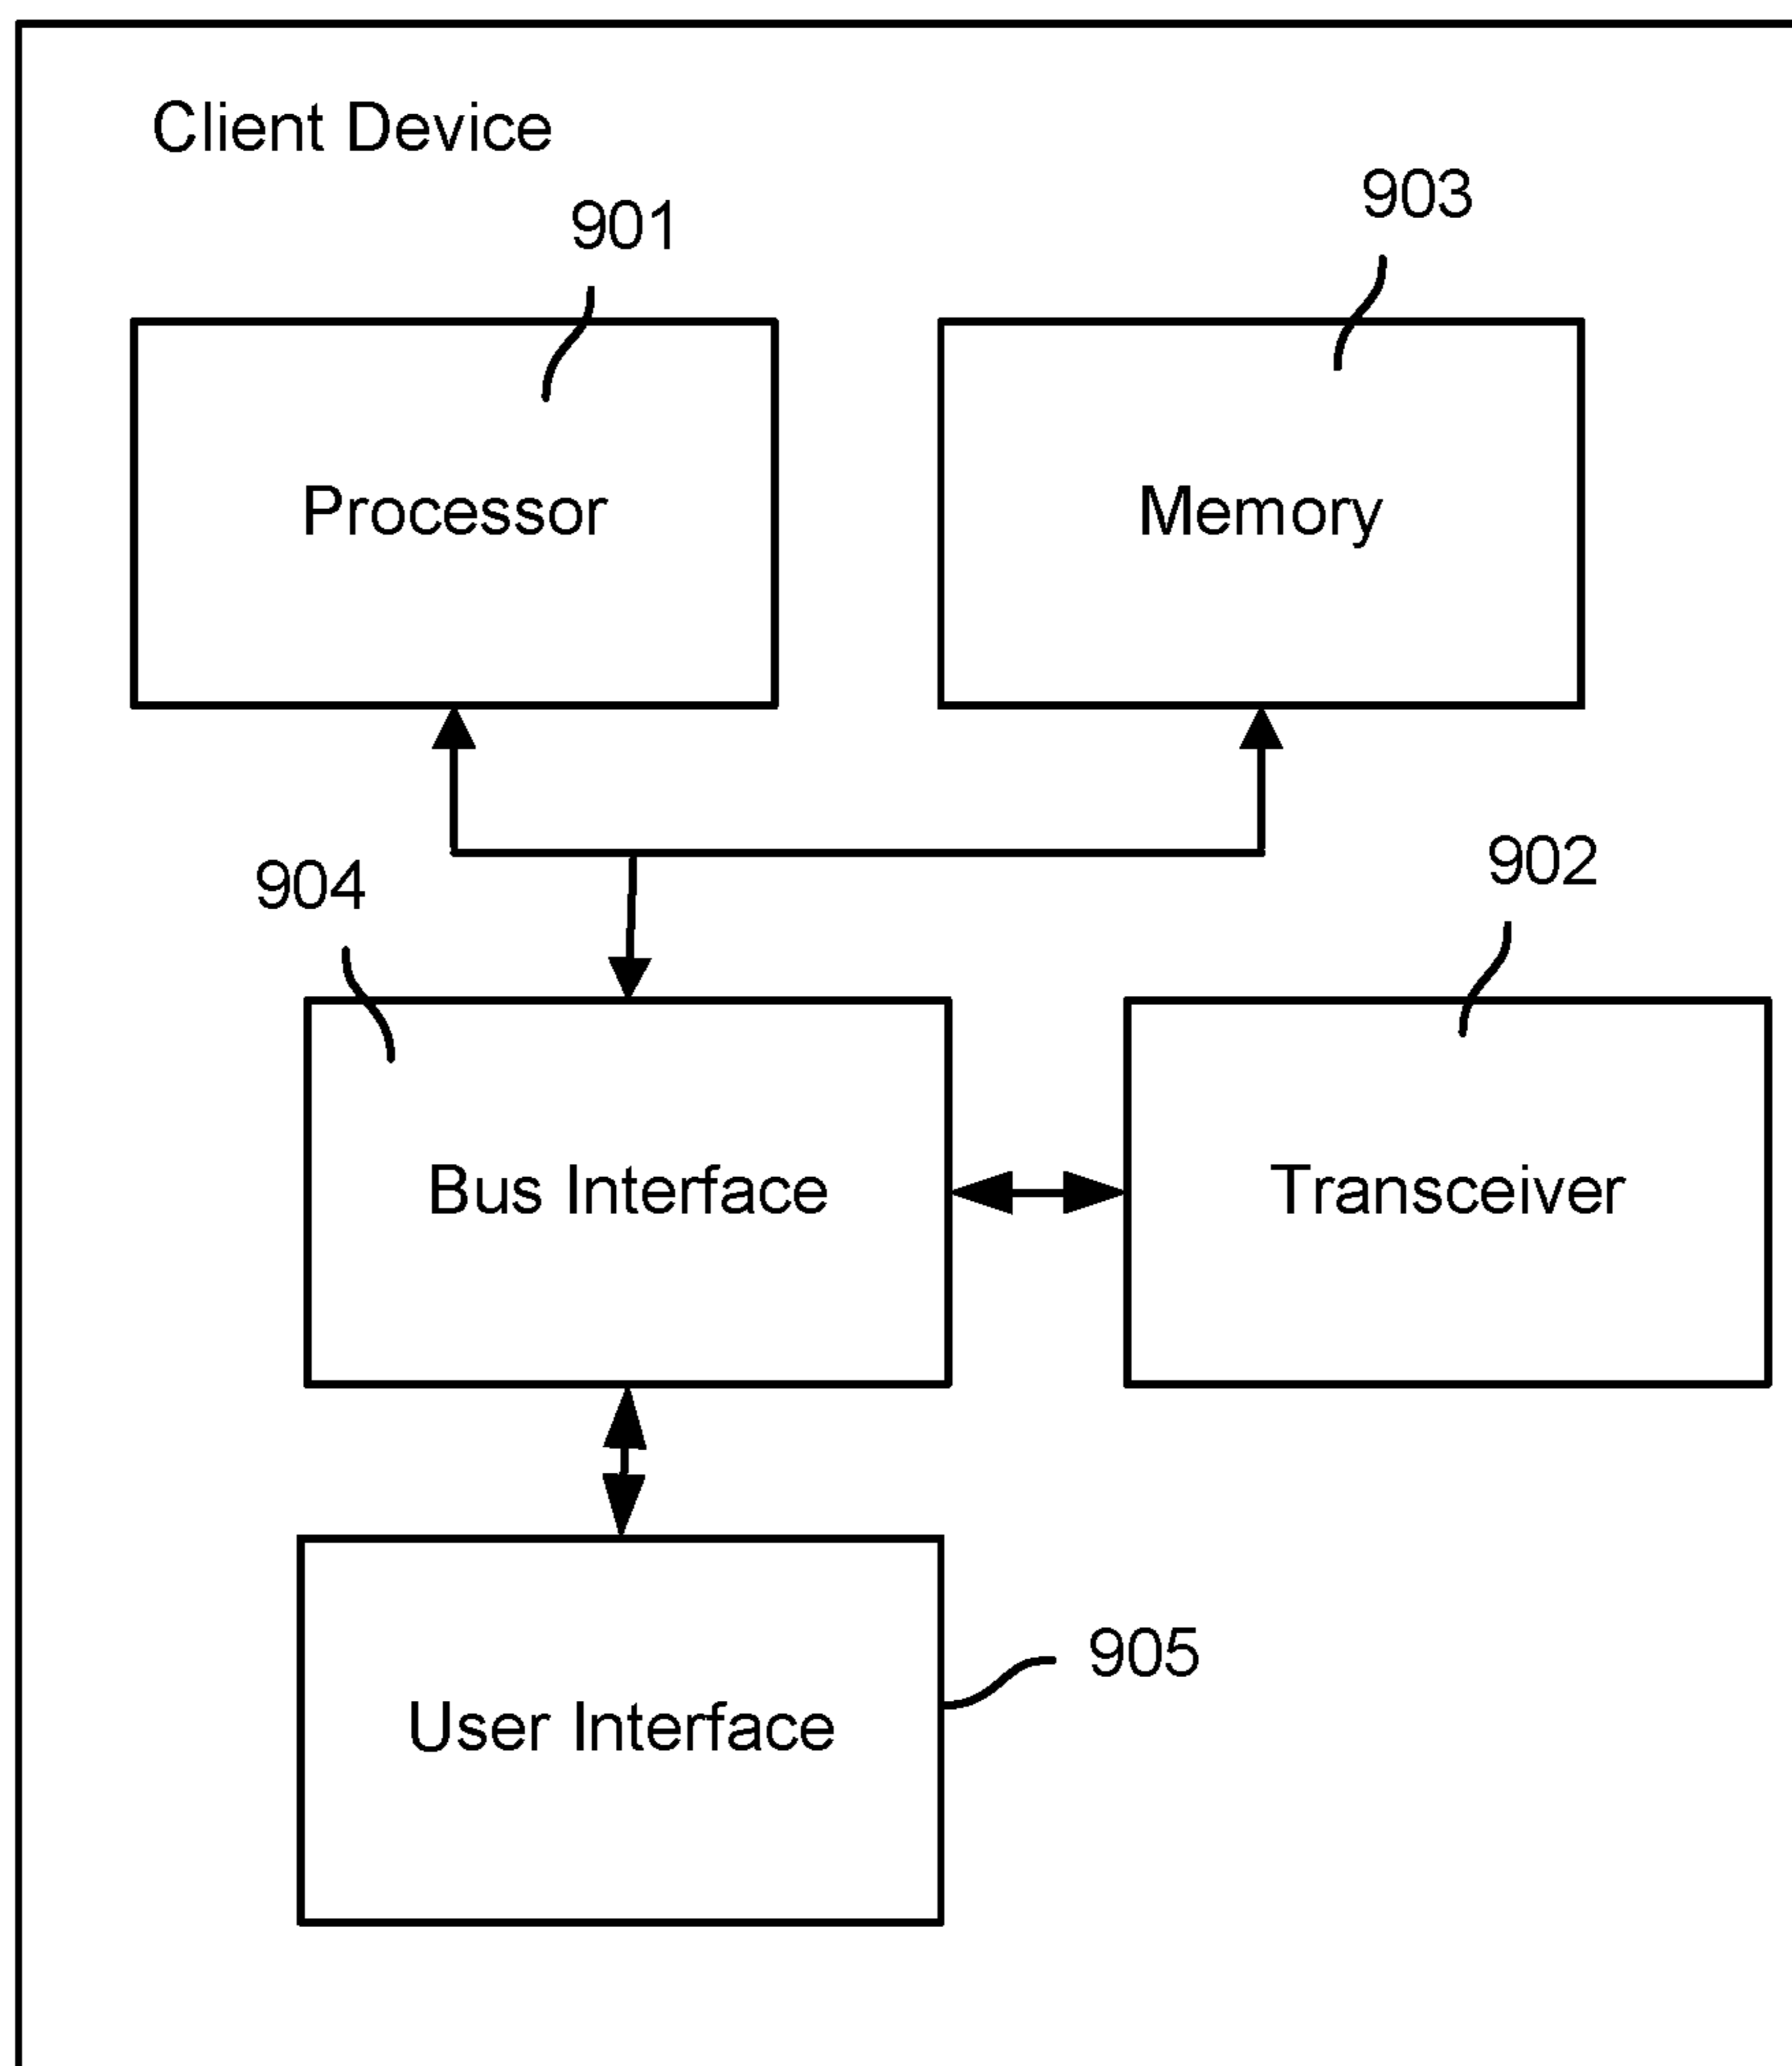 Client Device
901
903
Processor
Memory
904
902
Bus Interface
Transceiver
905
User Interface